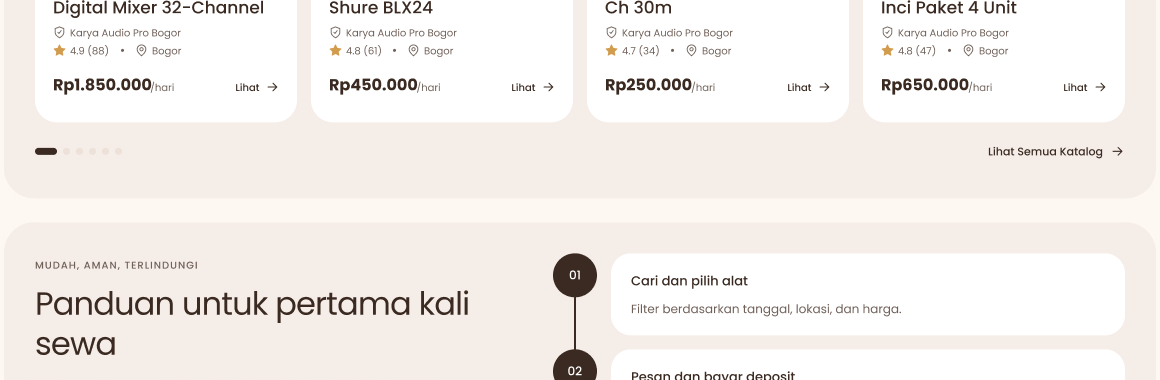 Digital Mixer 32-Channel
Karya Audio Pro Bogor
4.9 (88) • Bogor
Rp1.850.000/hari
Lihat →
Shure BLX24
Karya Audio Pro Bogor
4.8 (61) • Bogor
Rp450.000/hari
Lihat →
Ch 30m
Karya Audio Pro Bogor
4.7 (34) • Bogor
Rp250.000/hari
Lihat →
Inci Paket 4 Unit
Karya Audio Pro Bogor
4.8 (47) • Bogor
Rp650.000/hari
Lihat →
Lihat Semua Katalog →
MUDAH, AMAN, TERLINDUNGI
Panduan untuk pertama kali
sewa
01
Cari dan pilih alat
Filter berdasarkan tanggal, lokasi, dan harga.
02
Pesan dan bayar deposit